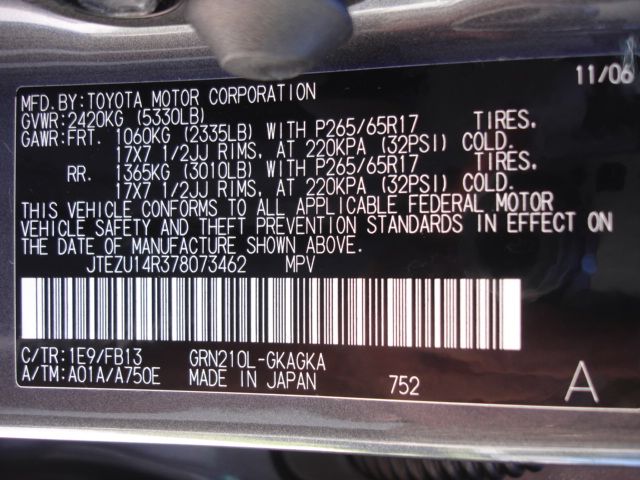 11/06
MFD. BY: TOYOTA MOTOR CORPORATION
GVWR: 2420KG (5330LB)
GAWR: FRT. 1060KG (2335LB) WITH P265/65R17 TIRES,
17X7 1/2JJ RIMS, AT 220KPA (32PSI) COLD.
RR. 1365KG (3010LB) WITH P265/65R17 TIRES,
17X7 1/2JJ RIMS, AT 220KPA (32PSI) COLD.
THIS VEHICLE CONFORMS TO ALL APPLICABLE FEDERAL MOTOR
VEHICLE SAFETY AND THEFT PREVENTION STANDARDS IN EFFECT ON
THE DATE OF MANUFACTURE SHOWN ABOVE.
JTEZU14R378073462 MPV
C/TR: 1E9/FB13 GRN210L-GKAGKA
A/TM: A01A/A750E MADE IN JAPAN 752 A